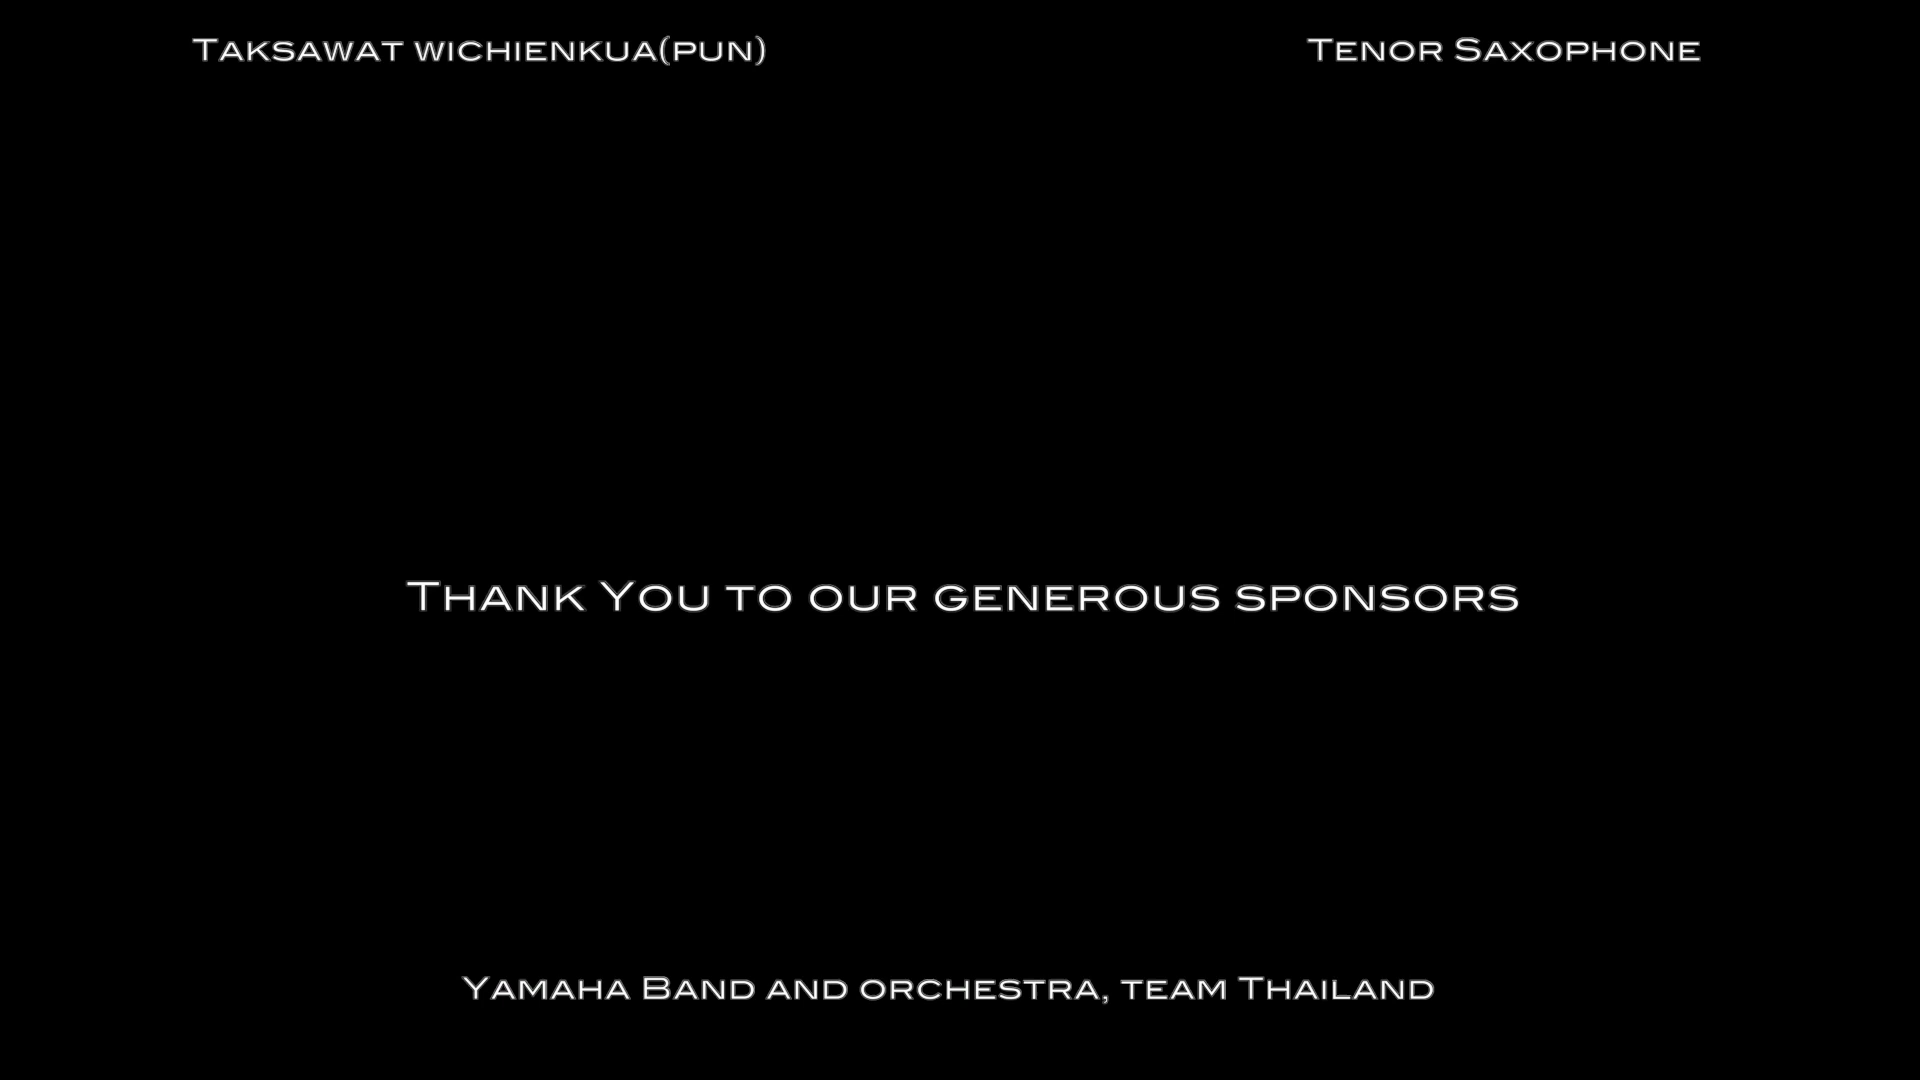 Taksawat wichienkua(pun)
Tenor Saxophone
Thank You to our generous sponsors
Yamaha Band and orchestra, team Thailand